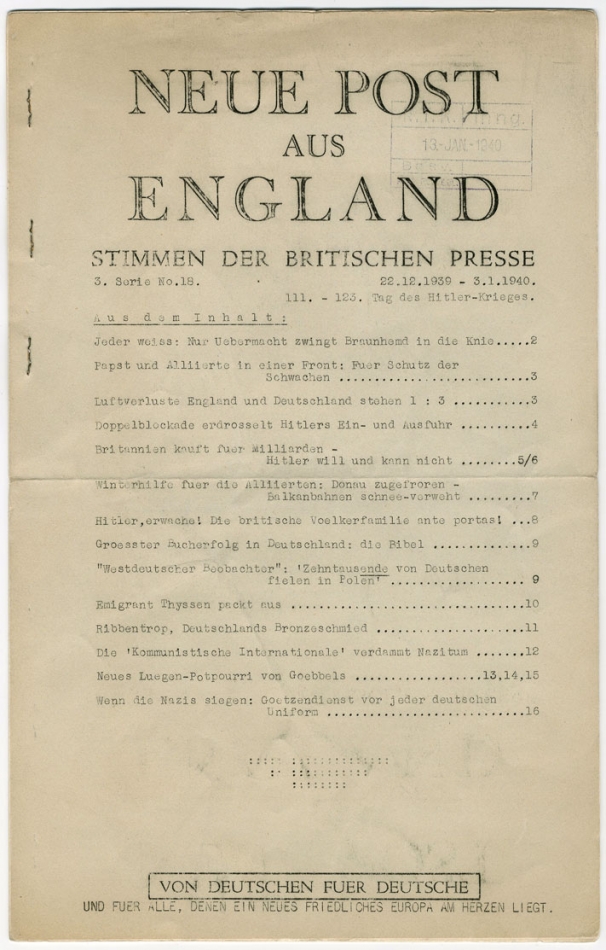 NEUE POST
AUS
ENGLAND
13.-JAN.-1940
STIMMEN DER BRITISCHEN PRESSE
3. Serie No.18. 22.12.1939 - 3.1.1940.
111. - 123. Tag des Hitler-Krieges.
Aus dem Inhalt:
Jeder weiss: Nur Uebermacht zwingt Braunhemd in die Knie.....2
Papst und Alliierte in einer Front: Fuer Schutz der
Schwachen ..........................3
Luftverluste England und Deutschland stehen 1 : 3 ...........3
Doppelblockade erdrosselt Hitlers Ein- und Ausfuhr ..........4
Britannien kauft fuer Milliarden -
Hitler will und kann nicht ........5/6
Winterhilfe fuer die Alliierten: Donau zugefroren -
Balkanbahnen schnee-verweht .........7
Hitler,erwache! Die britische Voelkerfamilie ante portas! ...8
Groesster Bucherfolg in Deutschland: die Bibel ..............9
"Westdeutscher Beobachter": 'Zehntausende von Deutschen
fielen in Polen' .................. 9
Emigrant Thyssen packt aus ................................10
Ribbentrop, Deutschlands Bronzeschmied .....................11
Die 'Kommunistische Internationale' verdammt Nazitum .......12
Neues Luegen-Potpourri von Goebbels ..................13,14,15
Wenn die Nazis siegen: Goetzendienst vor jeder deutschen
Uniform ...........................16
VON DEUTSCHEN FUER DEUTSCHE
UND FUER ALLE, DENEN EIN NEUES FRIEDLICHES EUROPA AM HERZEN LIEGT.